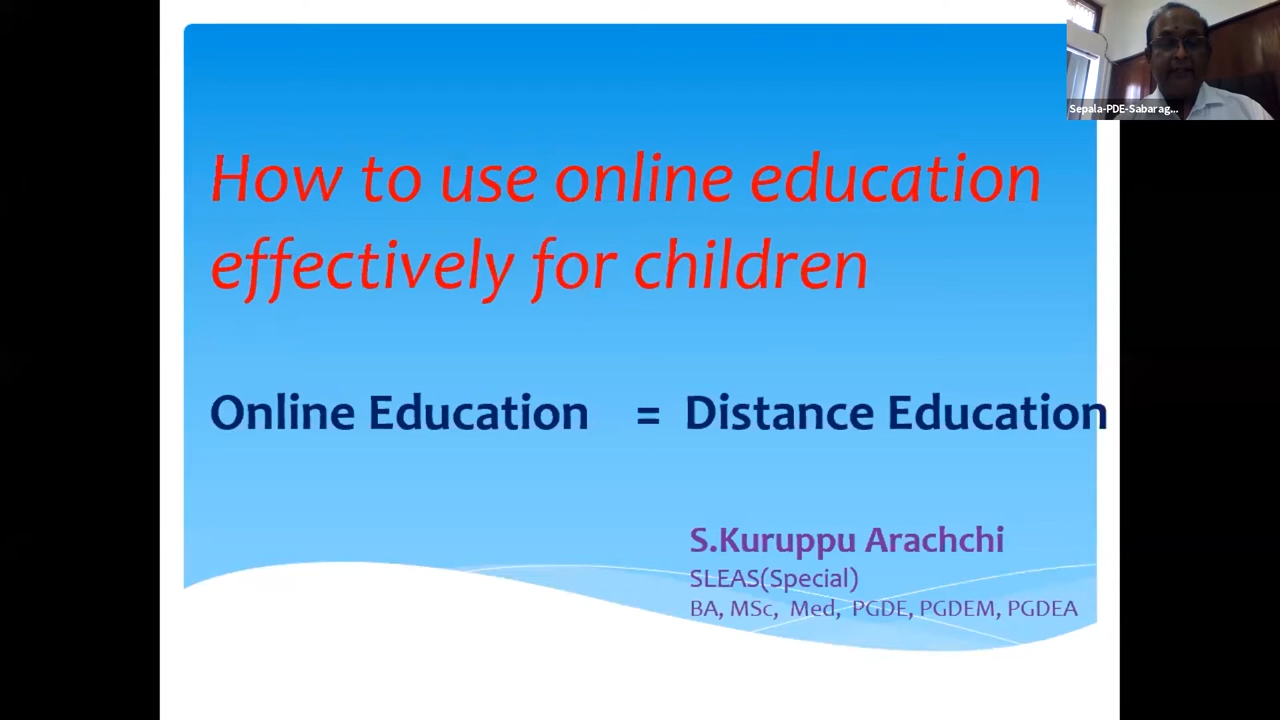 Sepala-PDE-Sabarag...
How to use online education
effectively for children
Online Education = Distance Education
S.Kuruppu Arachchi
SLEAS(Special)
BA, MSc, Med, PGDE, PGDEM, PGDEA